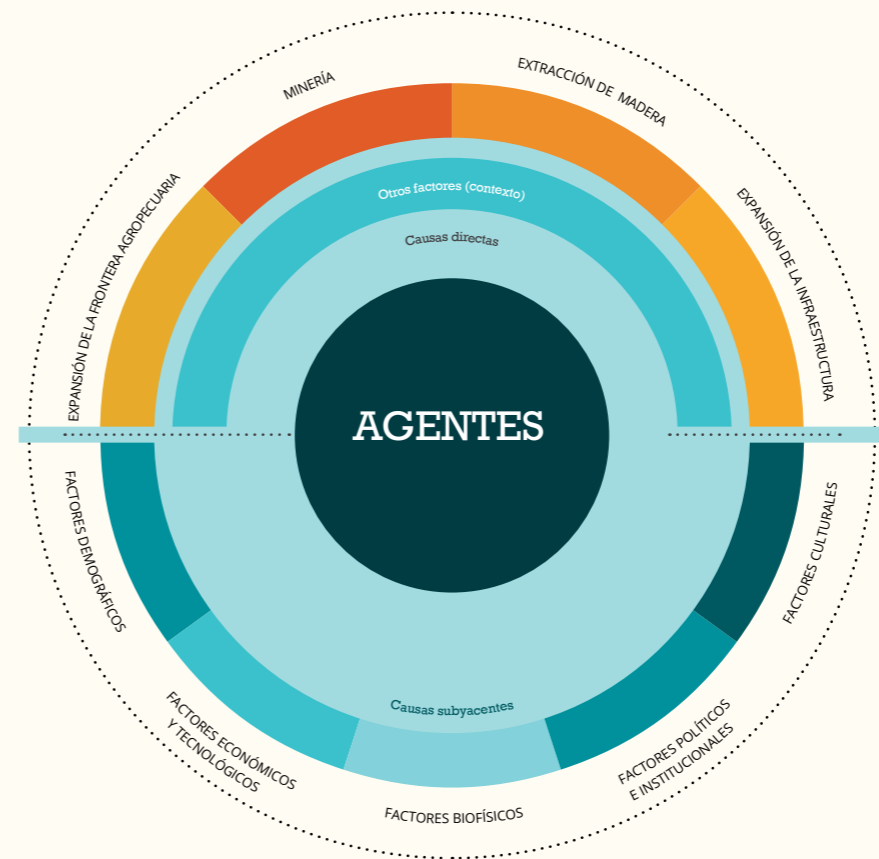 EXTRACCIÓN DE MADERA
MINERÍA
EXPANSIÓN DE LA FRONTERA AGROPECUARIA
EXPANSIÓN DE LA INFRAESTRUCTURA
Otros factores (contexto)
Causas directas
AGENTES
FACTORES DEMOGRÁFICOS
FACTORES CULTURALES
Causas subyacentes
FACTORES ECONÓMICOS
Y TECNOLÓGICOS
FACTORES POLÍTICOS
E INSTITUCIONALES
FACTORES BIOFÍSICOS